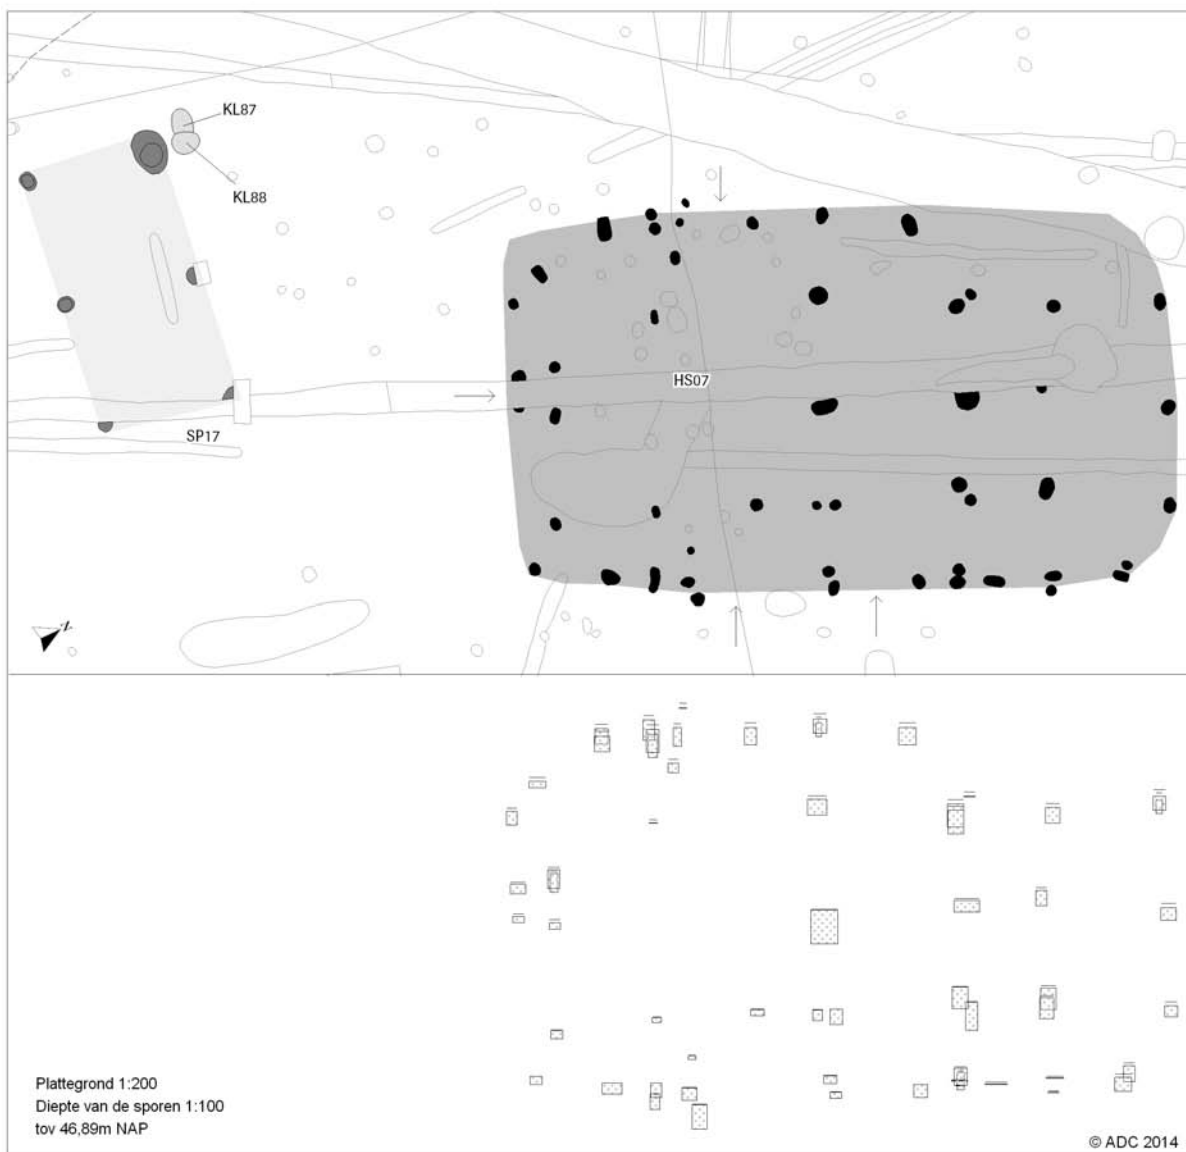 KL87
KL88
HS07
SP17
N
Plattegrond 1:200
Diepte van de sporen 1:100
tov 46,89m NAP
© ADC 2014